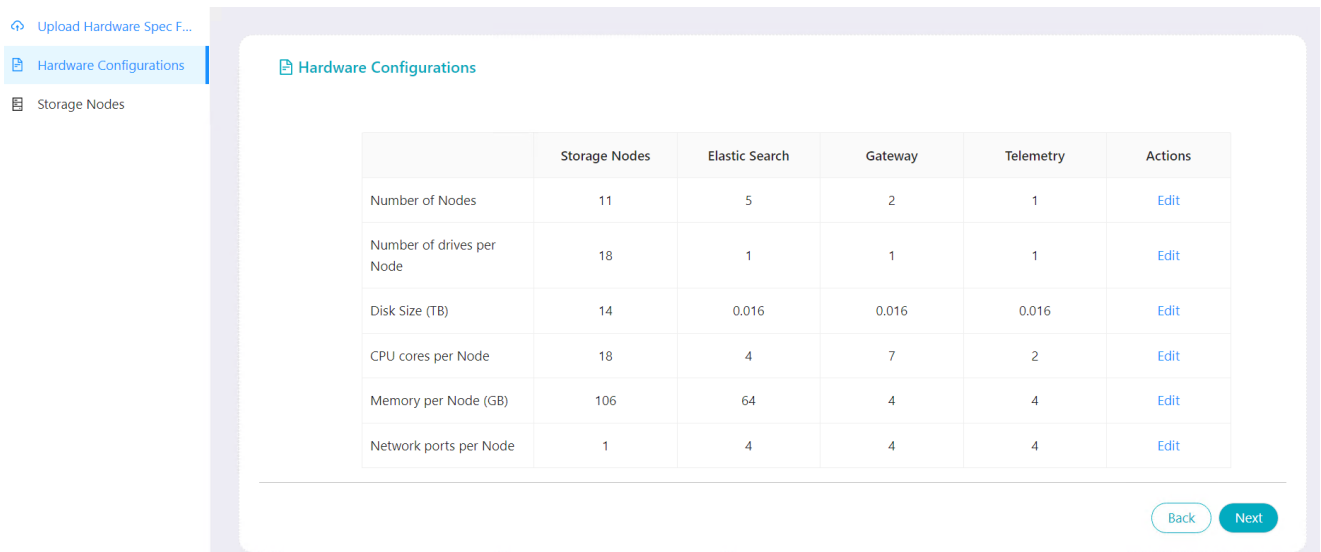 Upload Hardware Spec F...
Hardware Configurations
Storage Nodes
Hardware Configurations
Storage Nodes Elastic Search Gateway Telemetry Actions
Number of Nodes 11 5 2 1 Edit
Number of drives per
Node 18 1 1 1 Edit
Disk Size (TB) 14 0.016 0.016 0.016 Edit
CPU cores per Node 18 4 7 2 Edit
Memory per Node (GB) 106 64 4 4 Edit
Network ports per Node 1 4 4 4 Edit
Back Next